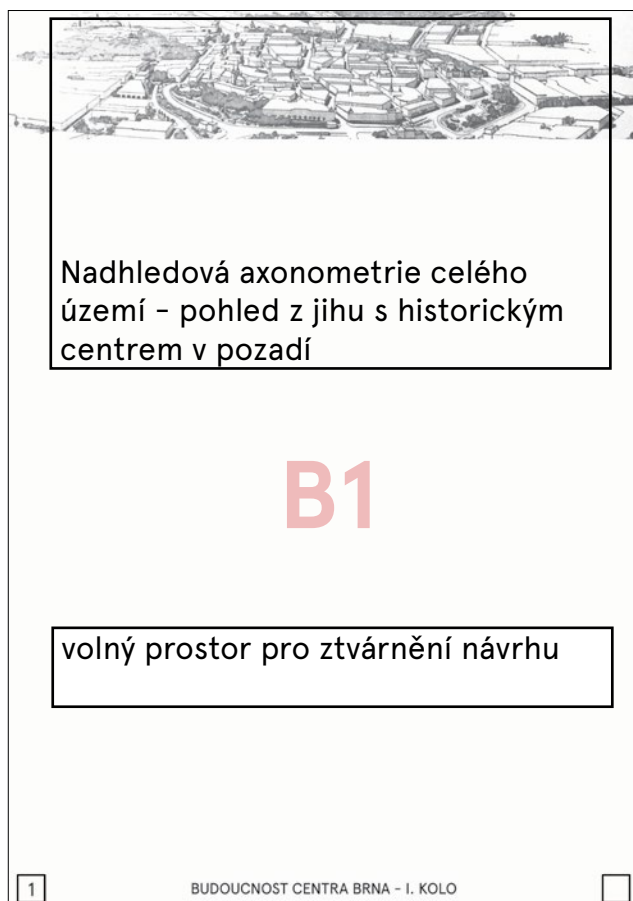 Nadhledová axonometrie celého
území - pohled z jihu s historickým
centrem v pozadí
B1
volný prostor pro ztvárnění návrhu
1
BUDOUCNOST CENTRA BRNA - I. KOLO